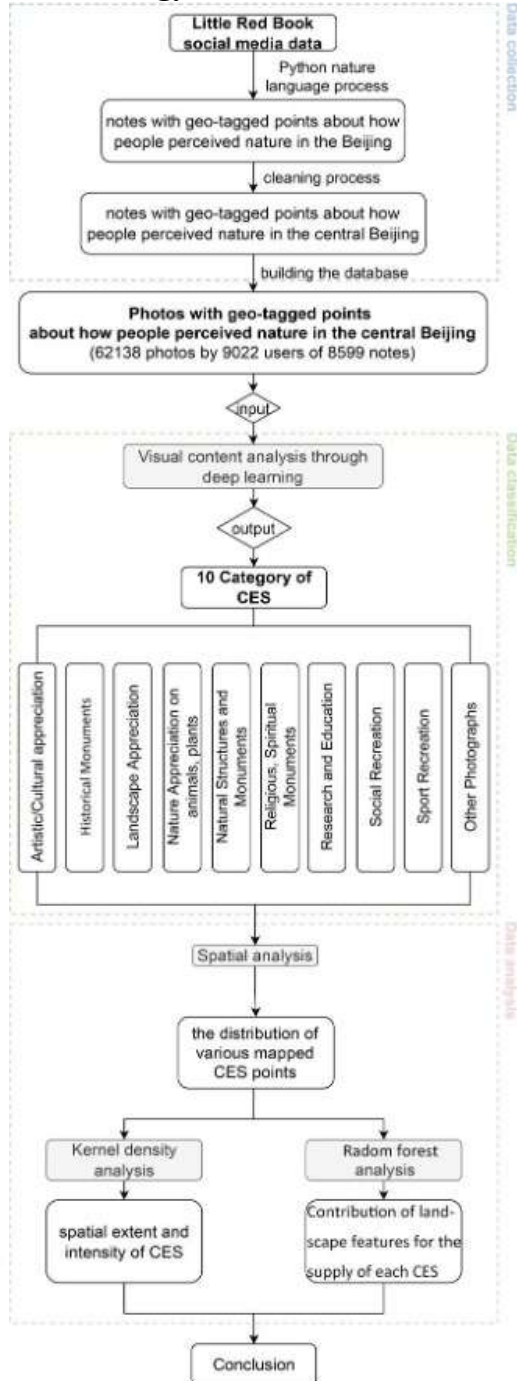 Little Red Book
social media data
Python nature
language process
notes with geo-tagged points about how
people perceived nature in the Beijing
cleaning process
notes with geo-tagged points about how
people perceived nature in the central Beijing
building the database
Data collection
Photos with geo-tagged points
about how people perceived nature in the central Beijing
(62138 photos by 9022 users of 8599 notes)
input
Visual content analysis through
deep learning
output
10 Category of
CES
Artistic/Cultural appreciation
Historical Monuments
Landscape Appreciation
Nature Appreciation on
animals, plants
Natural Structures and
Monuments
Religious, Spiritual
Monuments
Research and Education
Social Recreation
Sport Recreation
Other Photographs
Data classification
Spatial analysis
the distribution of
various mapped
CES points
Kernel density
analysis
Radom forest
analysis
spatial extent and
intensity of CES
Contribution of land-
scape features for the
supply of each CES
Data analysis
Conclusion